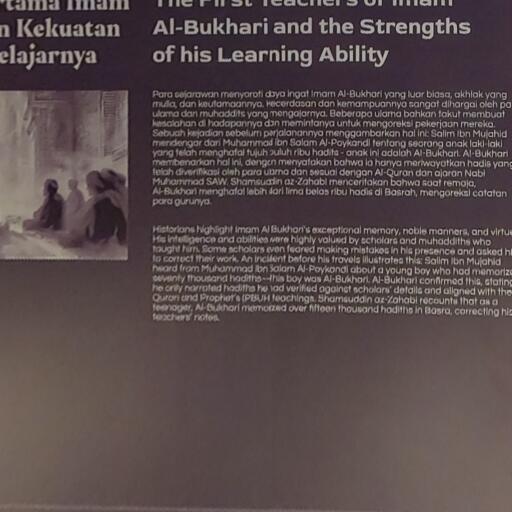 rtama Imam
n Kekuatan
elajarnya
The First Teachers of Imam
Al-Bukhari and the Strengths
of his Learning Ability
Para sejarawan menyoroti daya ingat Imam Al-Bukhari yang luar biasa, akhlak yang
mulia, dan keutamaannya. Kecerdasan dan kemampuannya sangat dihargai oleh pa
ulama dan muhaddits yang mengajarnya. Beberapa ulama bahkan takut membuat
kesalahan di hadapannya dan memintanya untuk mengoreksi pekerjaan mereka.
Sebuah kejadian sebelum perjalanannya menggambarkan hal ini: Salim Ibn Mujahid
mendengar dari Muhammad Ibn Salam Al-Poykandi tentang seorang anak laki-laki
yang telah menghafal tujuh puluh ribu hadits - anak ini adalah Al-Bukhari. Al-Bukhari
membenarkan hal ini, dengan menyatakan bahwa ia hanya meriwayatkan hadis yang
telah diverifikasi oleh para ulama dan sesuai dengan Al-Quran dan ajaran Nabi
Muhammad SAW. Shamsuddin az-Zahabi menceritakan bahwa saat remaja,
Al-Bukhari menghafal lebih dari lima belas ribu hadis di Basrah, mengoreksi catatan
para gurunya.
Historians highlight Imam Al Bukhari's exceptional memory, noble manners, and virtue
His intelligence and abilities were highly valued by scholars and muhaddiths who
taught him. Some scholars even feared making mistakes in his presence and asked hi
to correct their work. An incident before his travels illustrates this: Salim Ibn Mujahid
heard from Muhammad Ibn Salam Al-Poykandi about a young boy who had memoriz
seventy thousand hadiths—this boy was Al-Bukhari. Al-Bukhari confirmed this, statin
he only narrated hadiths he had verified against scholars' details and aligned with the
Quran and Prophet's (PBUH) teachings. Shamsuddin az-Zahabi recounts that as a
teenager, Al-Bukhari memorized over fifteen thousand hadiths in Basra, correcting his
teachers' notes.